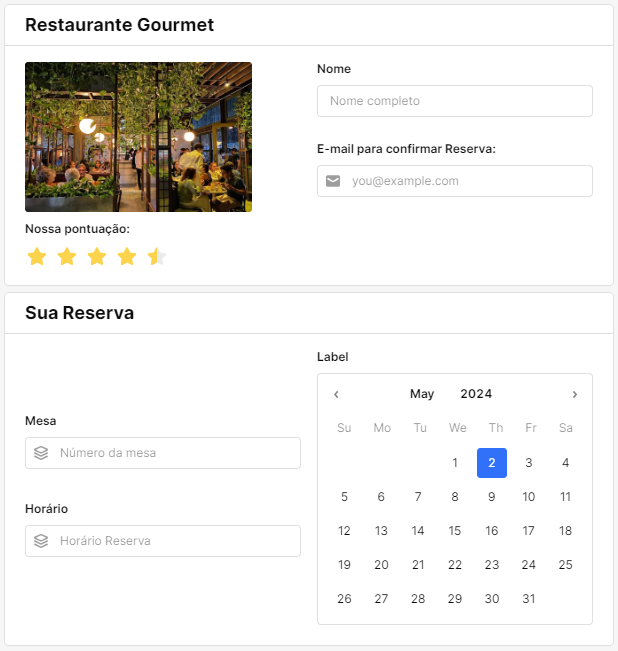 Restaurante Gourmet
Nome
Nome completo
E-mail para confirmar Reserva:
you@example.com
Nossa pontuação:
Sua Reserva
Mesa
Número da mesa
Horário
Horário Reserva
Label
‹ May 2024 ›
Su Mo Tu We Th Fr Sa
1 2 3 4
5 6 7 8 9 10 11
12 13 14 15 16 17 18
19 20 21 22 23 24 25
26 27 28 29 30 31